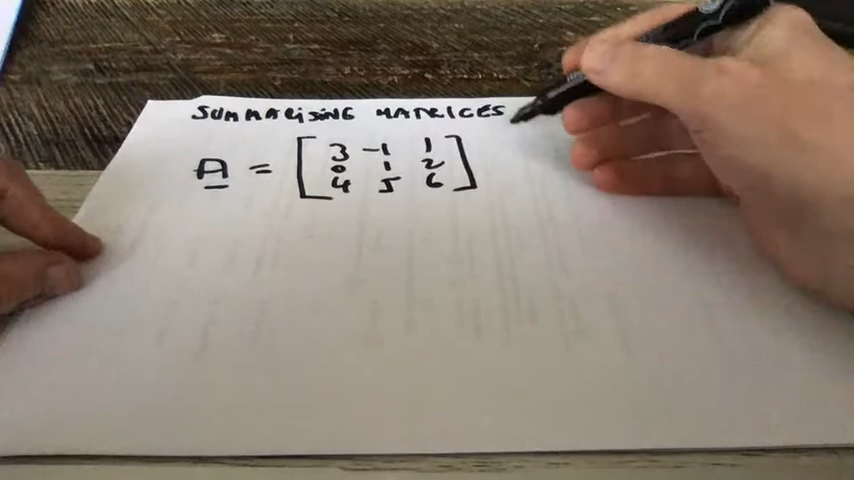 SUMMARISING MATRICES
A = [ 3 -1 1
0 1 2
4 5 6 ]